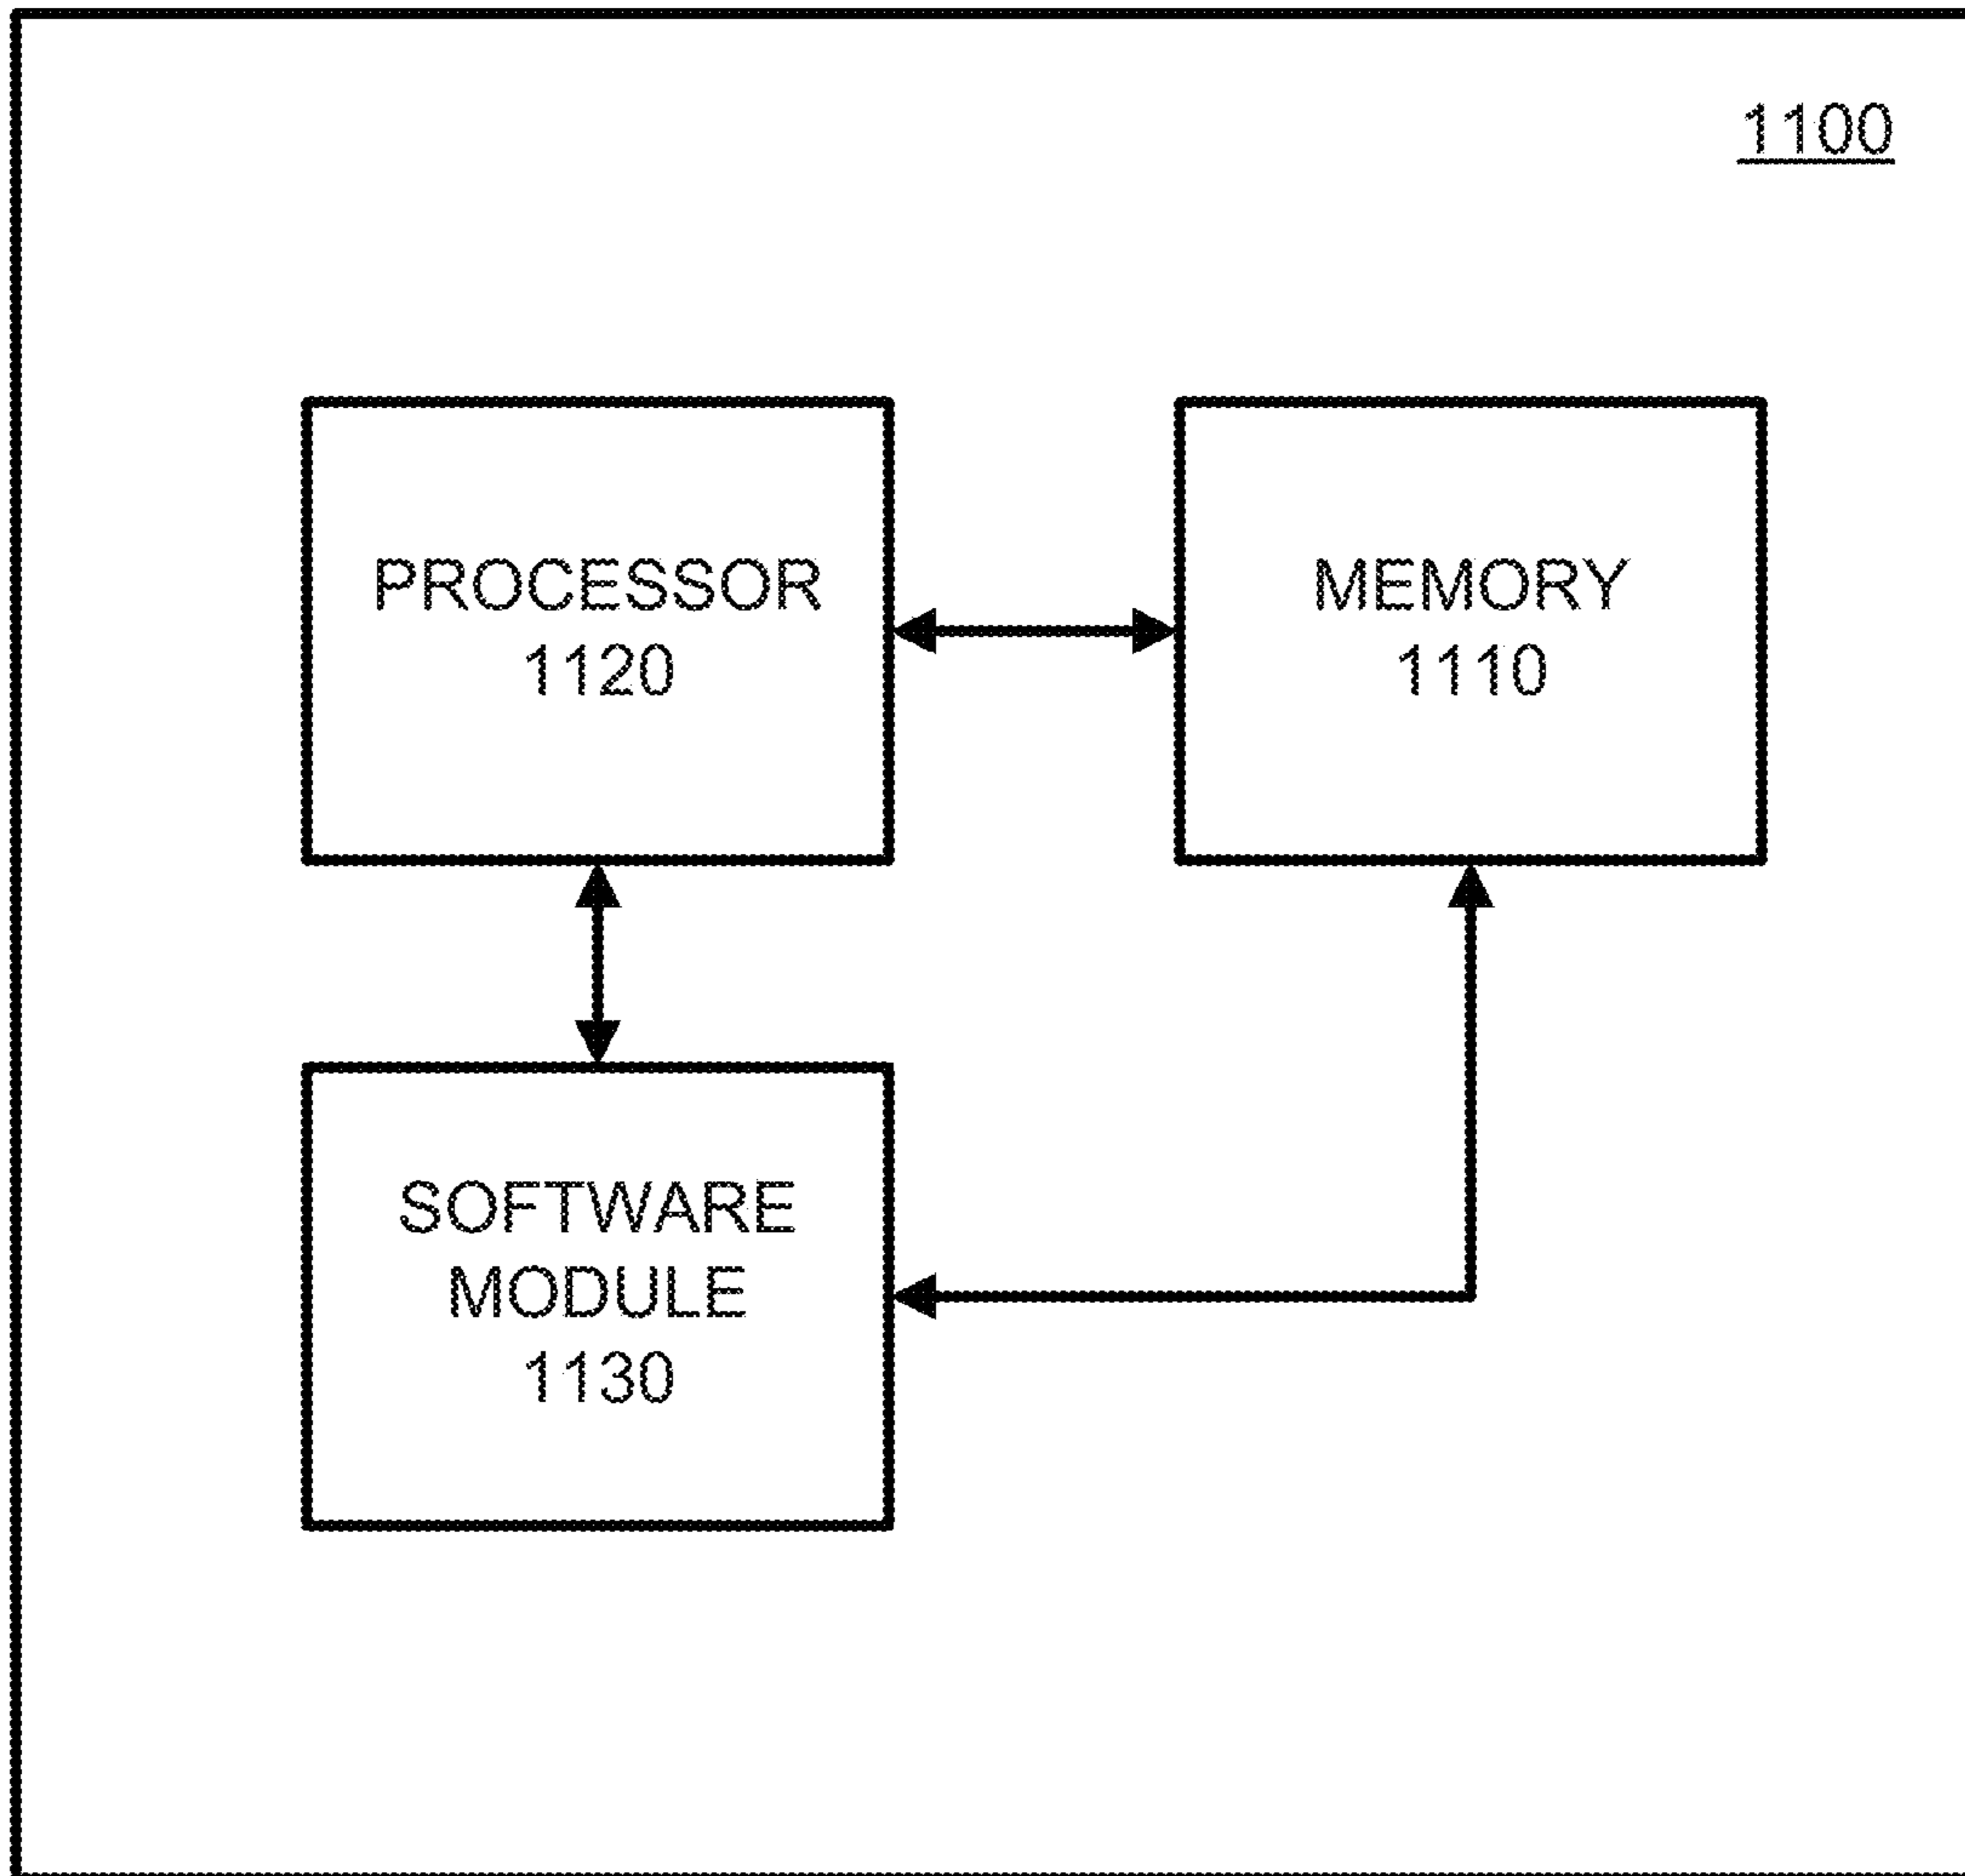 1100
PROCESSOR
1120
MEMORY
1110
SOFTWARE
MODULE
1130